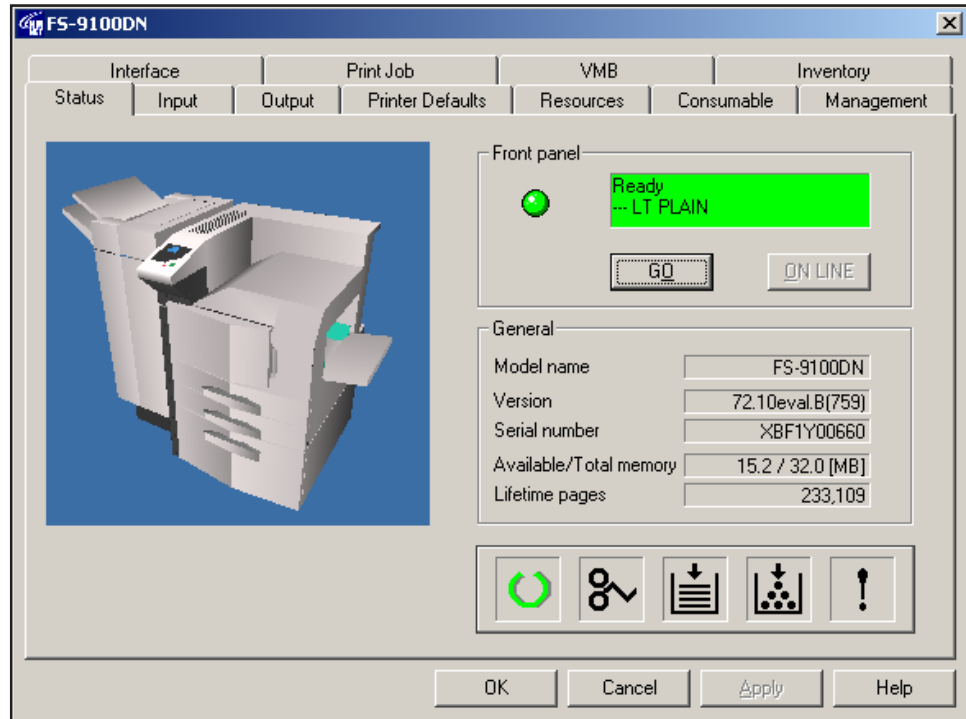 FS-9100DN
Interface Print Job VMB Inventory
Status Input Output Printer Defaults Resources Consumable Management
Front panel
Ready
--- LT PLAIN
GO ON LINE
General
Model name FS-9100DN
Version 72.10eval.B(759)
Serial number XBF1Y00660
Available/Total memory 15.2 / 32.0 [MB]
Lifetime pages 233,109
OK Cancel Apply Help